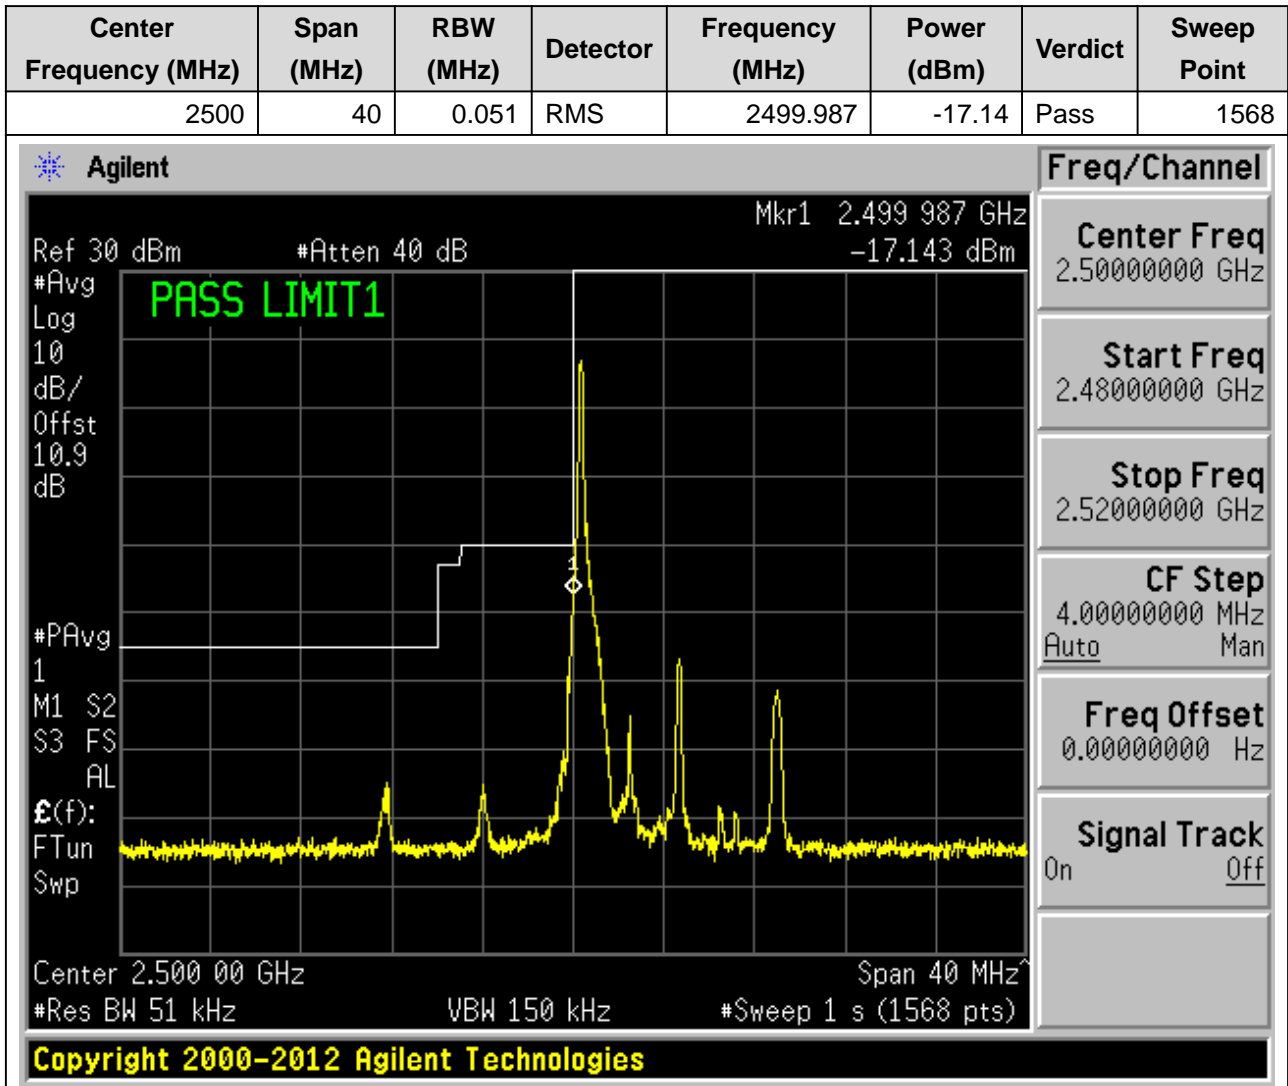 Center Frequency (MHz) Span (MHz) RBW (MHz) Detector Frequency (MHz) Power (dBm) Verdict Sweep Point
2500 40 0.051 RMS 2499.987 -17.14 Pass 1568
Agilent
Freq/Channel
Mkr1 2.499 987 GHz
Ref 30 dBm #Atten 40 dB -17.143 dBm
#Avg
Log
10
dB/
Offst
10.9
dB
PASS LIMIT1
1
#PAvg
1
M1 S2
S3 FS
AL
£(f):
FTun
Swp
Center 2.500 00 GHz Span 40 MHz^
#Res BW 51 kHz VBW 150 kHz #Sweep 1 s (1568 pts)
Center Freq
2.50000000 GHz
Start Freq
2.48000000 GHz
Stop Freq
2.52000000 GHz
CF Step
4.00000000 MHz
Auto Man
Freq Offset
0.00000000 Hz
Signal Track
On Off
Copyright 2000-2012 Agilent Technologies